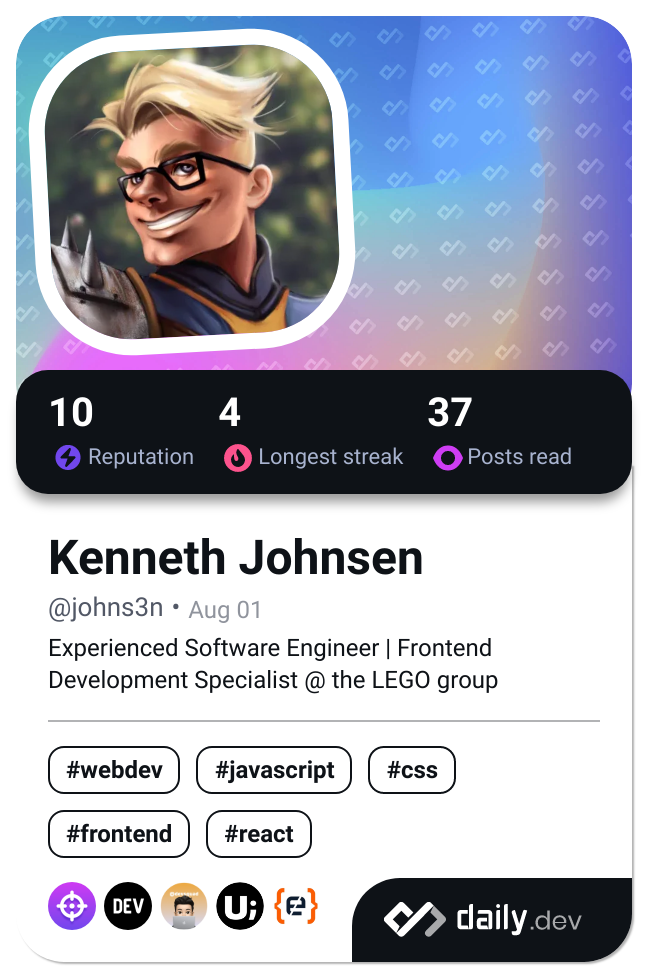 10 4 37
Reputation Longest streak Posts read
Kenneth Johnsen
@johns3n • Aug 01
Experienced Software Engineer | Frontend
Development Specialist @ the LEGO group
#webdev #javascript #css
#frontend #react
DEV U;
daily.dev